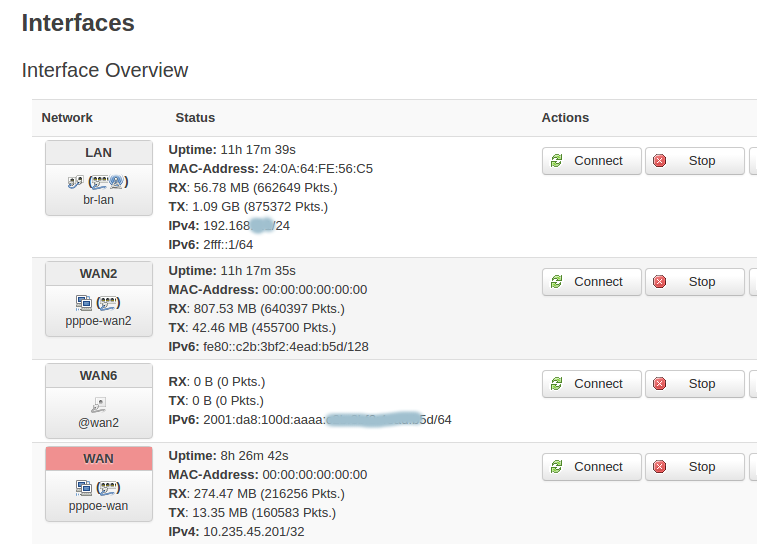 Interfaces
Interface Overview
Network Status Actions
LAN
br-lan
Uptime: 11h 17m 39s
MAC-Address: 24:0A:64:FE:56:C5
RX: 56.78 MB (662649 Pkts.)
TX: 1.09 GB (875372 Pkts.)
IPv4: 192.168 /24
IPv6: 2fff::1/64
Connect Stop
WAN2
pppoe-wan2
Uptime: 11h 17m 35s
MAC-Address: 00:00:00:00:00:00
RX: 807.53 MB (640397 Pkts.)
TX: 42.46 MB (455700 Pkts.)
IPv6: fe80::c2b:3bf2:4ead:b5d/128
Connect Stop
WAN6
@wan2
RX: 0 B (0 Pkts.)
TX: 0 B (0 Pkts.)
IPv6: 2001:da8:100d:aaaa: 5d/64
Connect Stop
WAN
pppoe-wan
Uptime: 8h 26m 42s
MAC-Address: 00:00:00:00:00:00
RX: 274.47 MB (216256 Pkts.)
TX: 13.35 MB (160583 Pkts.)
IPv4: 10.235.45.201/32
Connect Stop